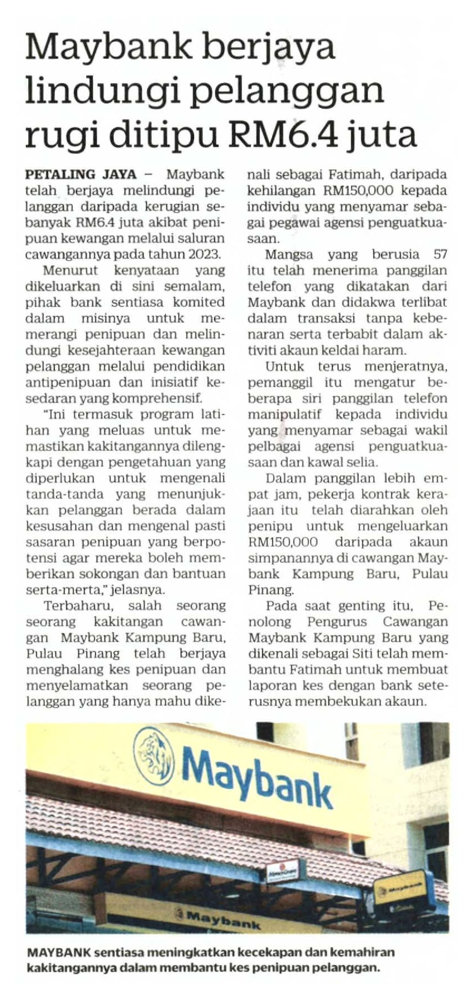 Maybank berjaya
lindungi pelanggan
rugi ditipu RM6.4 juta
PETALING JAYA – Maybank
telah berjaya melindungi pe-
langgan daripada kerugian se-
banyak RM6.4 juta akibat peni-
puan kewangan melalui saluran
cawangannya pada tahun 2023.
Menurut kenyataan yang
dikeluarkan di sini semalam,
pihak bank sentiasa komited
dalam misinya untuk me-
merangi penipuan dan melin-
dungi kesejahteraan kewangan
pelanggan melalui pendidikan
antipenipuan dan inisiatif ke-
sedaran yang komprehensif.
"Ini termasuk program lati-
han yang meluas untuk me-
mastikan kakitangannya dileng-
kapi dengan pengetahuan yang
diperlukan untuk mengenali
tanda-tanda yang menunjuk-
kan pelanggan berada dalam
kesusahan dan mengenal pasti
sasaran penipuan yang berpo-
tensi agar mereka boleh mem-
berikan sokongan dan bantuan
serta-merta," jelasnya.
Terbaharu, salah seorang
seorang kakitangan cawan-
gan Maybank Kampung Baru,
Pulau Pinang telah berjaya
menghalang kes penipuan dan
menyelamatkan seorang pe-
langgan yang hanya mahu dike-
nali sebagai Fatimah, daripada
kehilangan RM150,000 kepada
individu yang menyamar seba-
gai pegawai agensi penguatkua-
saan.
Mangsa yang berusia 57
itu telah menerima panggilan
telefon yang dikatakan dari
Maybank dan didakwa terlibat
dalam transaksi tanpa kebe-
naran serta terbabit dalam ak-
tiviti akaun keldai haram.
Untuk terus menjeratnya,
pemanggil itu mengatur be-
berapa siri panggilan telefon
manipulatif kepada individu
yang menyamar sebagai wakil
pelbagai agensi penguatkua-
saan dan kawal selia.
Dalam panggilan lebih em-
pat jam, pekerja kontrak kera-
jaan itu telah diarahkan oleh
penipu untuk mengeluarkan
RM150,000 daripada akaun
simpanannya di cawangan May-
bank Kampung Baru, Pulau
Pinang.
Pada saat genting itu, Pe-
nolong Pengurus Cawangan
Maybank Kampung Baru yang
dikenali sebagai Siti telah mem-
bantu Fatimah untuk membuat
laporan kes dengan bank sete-
rusnya membekukan akaun.
Maybank
Maybank
Maybank
MAYBANK sentiasa meningkatkan kecekapan dan kemahiran
kakitangannya dalam membantu kes penipuan pelanggan.